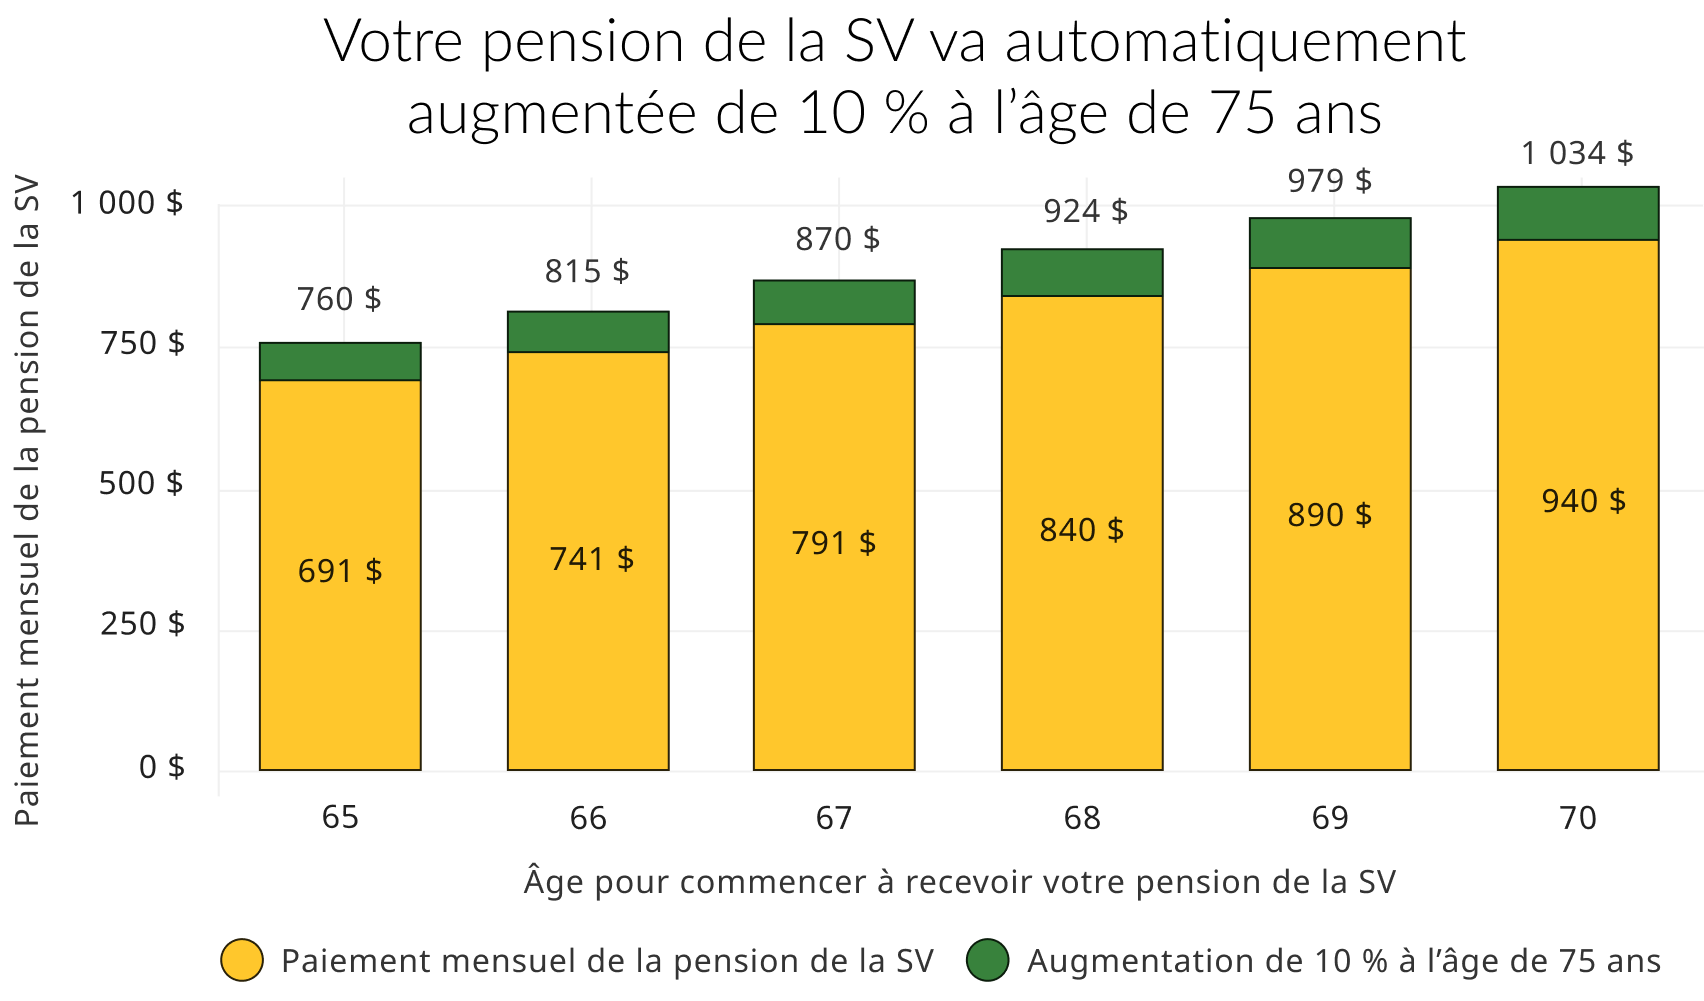 Votre pension de la SV va automatiquement
augmentée de 10 % à l’âge de 75 ans
Paiement mensuel de la pension de la SV
1 000 $
750 $
500 $
250 $
0 $
760 $
815 $
870 $
924 $
979 $
1 034 $
691 $
741 $
791 $
840 $
890 $
940 $
65
66
67
68
69
70
Âge pour commencer à recevoir votre pension de la SV
Paiement mensuel de la pension de la SV
Augmentation de 10 % à l’âge de 75 ans